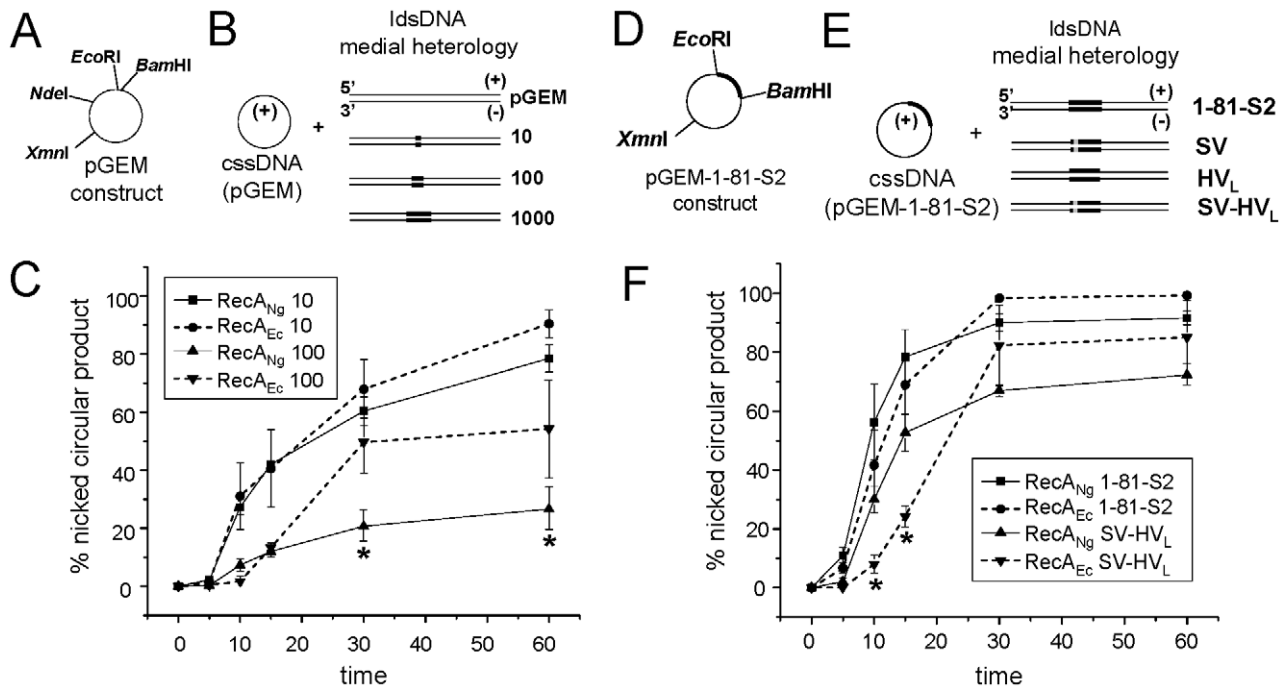 A
EcoRI
BamHI
NdeI
XmnI
pGEM
construct
B
ldsDNA
medial heterology
(+)
cssDNA
(pGEM)
+
5’
3’
(+)
(-)
pGEM
10
100
1000
C
% nicked circular product
100
80
60
40
20
0
RecANg 10
RecAEc 10
RecANg 100
RecAEc 100
*
*
0 10 20 30 40 50 60
time
D
EcoRI
BamHI
XmnI
pGEM-1-81-S2
construct
E
ldsDNA
medial heterology
(+)
cssDNA
(pGEM-1-81-S2)
+
5’
3’
(+)
(-)
1-81-S2
SV
HVL
SV-HVL
F
% nicked circular product
100
80
60
40
20
0
*
*
RecANg 1-81-S2
RecAEc 1-81-S2
RecANg SV-HVL
RecAEc SV-HVL
0 10 20 30 40 50 60
time